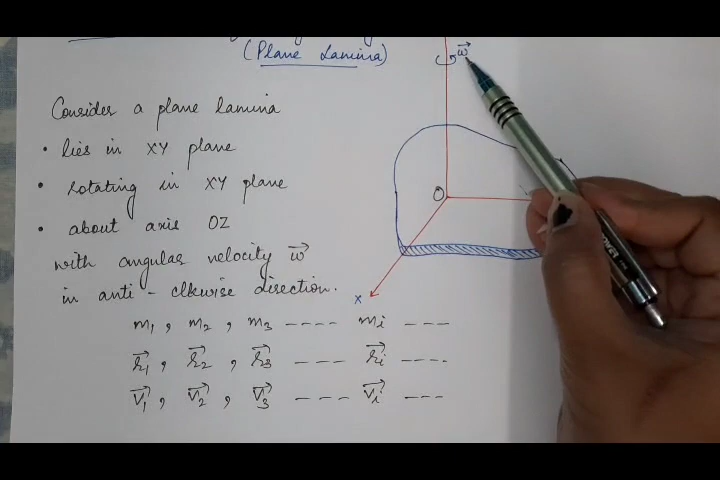 (Plane Lamina)
ω⃗
Consider a plane lamina
• lies in XY plane
• rotating in XY plane
• about axis OZ
with angular velocity ω⃗
in anti-clkwise direction.
O
X
m₁, m₂, m₃ ---- mᵢ ---
r⃗₁, r⃗₂, r⃗₃ --- r⃗ᵢ ----
v⃗₁, v⃗₂, v⃗₃ ---- v⃗ᵢ ---